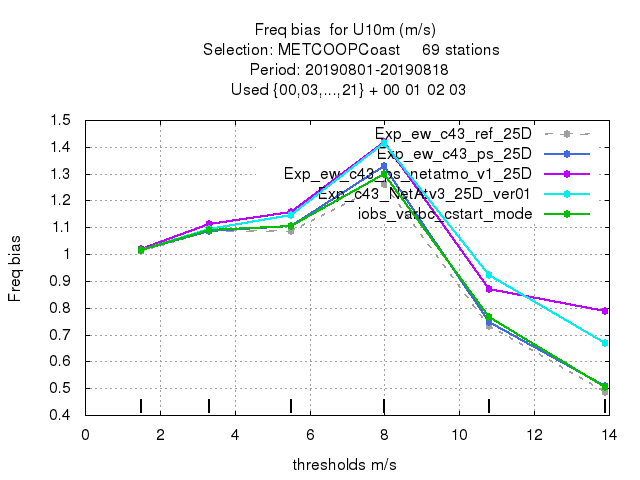 Freq bias  for U10m (m/s)
Selection: METCOOPCoast     69 stations
Period: 20190801-20190818
Used {00,03,...,21} + 00 01 02 03
1.5
1.4
1.3
1.2
1.1
1
0.9
0.8
0.7
0.6
0.5
0.4
Freq bias
Exp_ew_c43_ref_25D
Exp_ew_c43_ps_25D
Exp_ew_c43_ps_netatmo_v1_25D
Exp_c43_NetAtv3_25D_ver01
iobs_varbc_cstart_mode
0 2 4 6 8 10 12 14
thresholds m/s